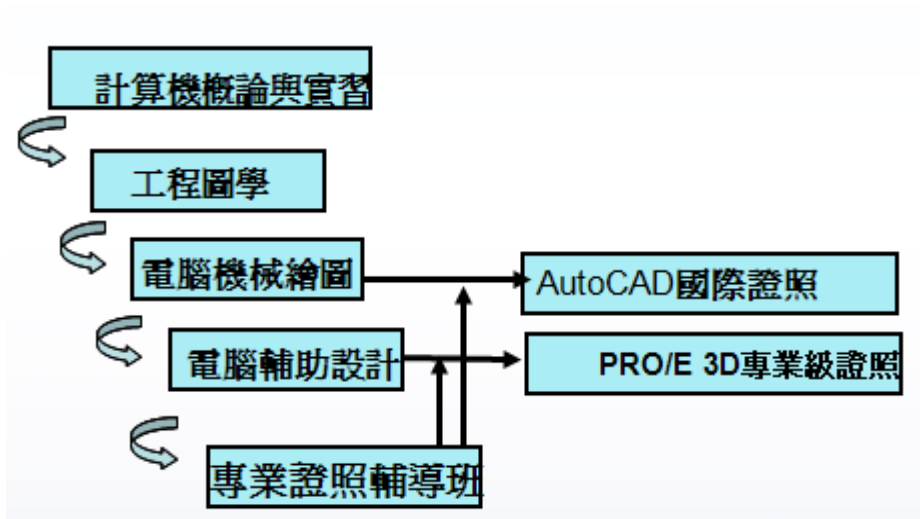 計算機概論與實習
工程圖學
電腦機械繪圖
AutoCAD國際證照
電腦輔助設計
PRO/E 3D專業級證照
專業證照輔導班